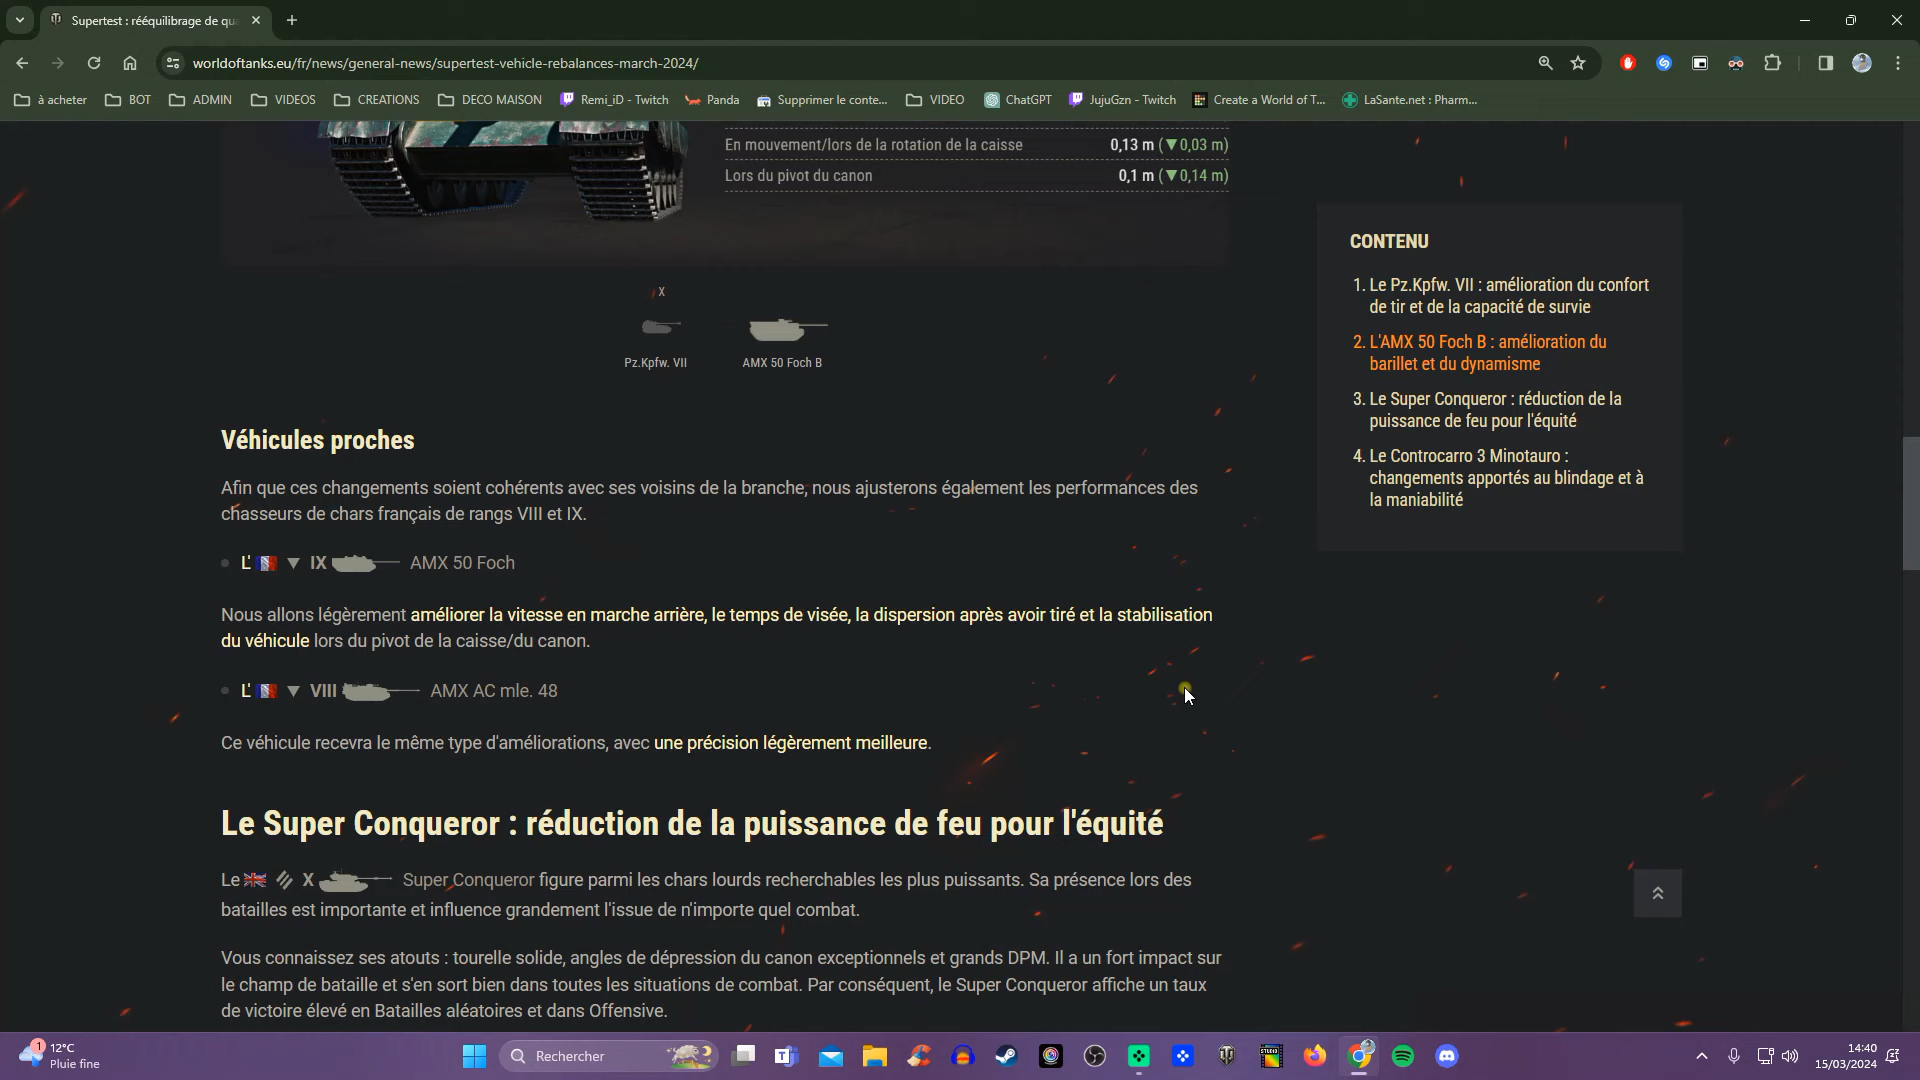 Supertest : rééquilibrage de qua
worldoftanks.eu/fr/news/general-news/supertest-vehicle-rebalances-march-2024/
à acheter BOT ADMIN VIDEOS CREATIONS DECO MAISON Remi_iD - Twitch Panda Supprimer le conte... VIDEO ChatGPT JujuGzn - Twitch Create a World of T... LaSante.net : Pharm...
En mouvement/lors de la rotation de la caisse 0,13 m (▼0,03 m)
Lors du pivot du canon 0,1 m (▼0,14 m)
X
Pz.Kpfw. VII AMX 50 Foch B
CONTENU
1. Le Pz.Kpfw. VII : amélioration du confort
de tir et de la capacité de survie
2. L'AMX 50 Foch B : amélioration du
barillet et du dynamisme
3. Le Super Conqueror : réduction de la
puissance de feu pour l'équité
4. Le Controcarro 3 Minotauro :
changements apportés au blindage et à
la maniabilité
Véhicules proches
Afin que ces changements soient cohérents avec ses voisins de la branche, nous ajusterons également les performances des
chasseurs de chars français de rangs VIII et IX.
L' ▼ IX AMX 50 Foch
Nous allons légèrement améliorer la vitesse en marche arrière, le temps de visée, la dispersion après avoir tiré et la stabilisation
du véhicule lors du pivot de la caisse/du canon.
L' ▼ VIII AMX AC mle. 48
Ce véhicule recevra le même type d'améliorations, avec une précision légèrement meilleure.
Le Super Conqueror : réduction de la puissance de feu pour l'équité
Le X Super Conqueror figure parmi les chars lourds recherchables les plus puissants. Sa présence lors des
batailles est importante et influence grandement l'issue de n'importe quel combat.
Vous connaissez ses atouts : tourelle solide, angles de dépression du canon exceptionnels et grands DPM. Il a un fort impact sur
le champ de bataille et s'en sort bien dans toutes les situations de combat. Par conséquent, le Super Conqueror affiche un taux
de victoire élevé en Batailles aléatoires et dans Offensive.
1
12°C
Pluie fine
Rechercher
STUDIO
14:40
15/03/2024